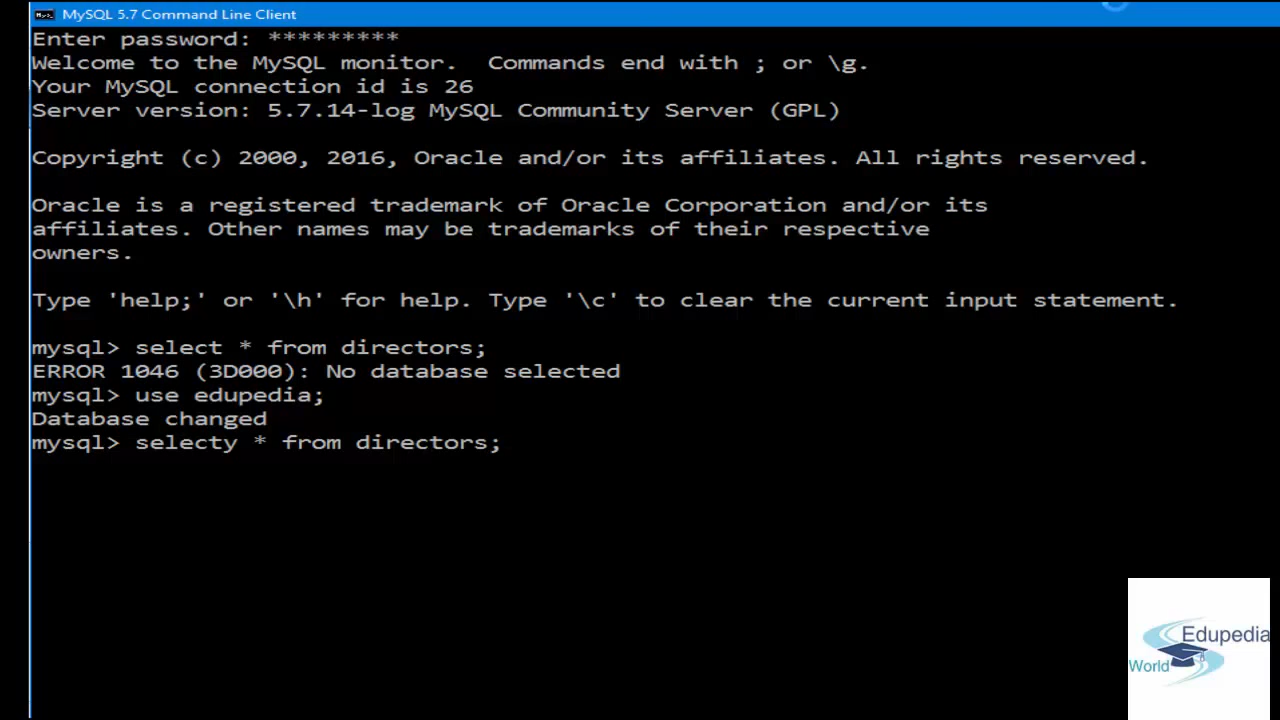 MySQL 5.7 Command Line Client
Enter password: *********
Welcome to the MySQL monitor.  Commands end with ; or \g.
Your MySQL connection id is 26
Server version: 5.7.14-log MySQL Community Server (GPL)
Copyright (c) 2000, 2016, Oracle and/or its affiliates. All rights reserved.
Oracle is a registered trademark of Oracle Corporation and/or its
affiliates. Other names may be trademarks of their respective
owners.
Type 'help;' or '\h' for help. Type '\c' to clear the current input statement.
mysql> select * from directors;
ERROR 1046 (3D000): No database selected
mysql> use edupedia;
Database changed
mysql> selecty * from directors;
Edupedia
World